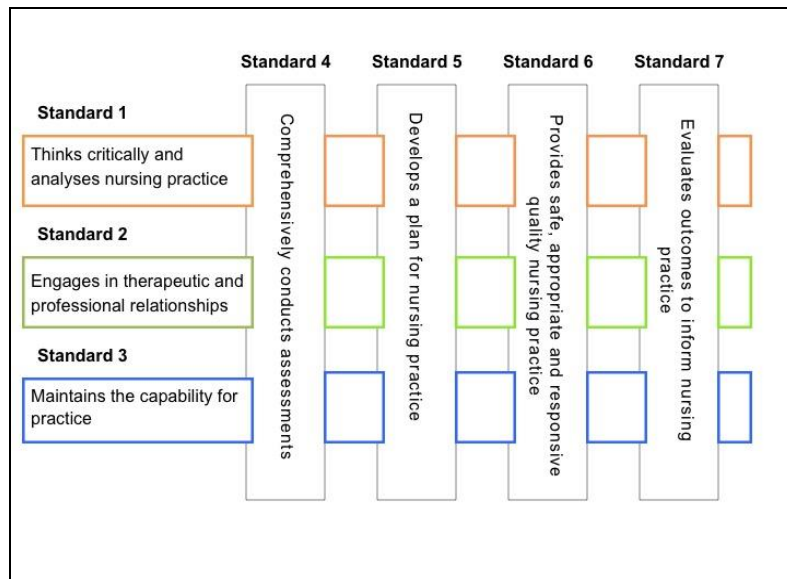 Standard 4 Standard 5 Standard 6 Standard 7
Standard 1
Thinks critically and
analyses nursing practice
Standard 2
Engages in therapeutic and
professional relationships
Standard 3
Maintains the capability for
practice
Comprehensively conducts assessments
Develops a plan for nursing practice
Provides safe, appropriate and responsive
quality nursing practice
Evaluates outcomes to inform nursing
practice